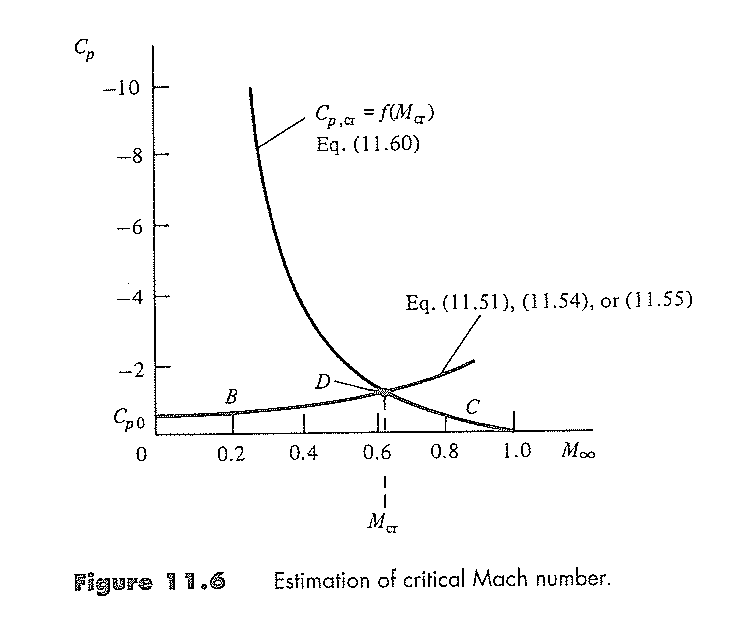 Cp
−10
Cp,cr = f(Mcr)
Eq. (11.60)
−8
−6
−4
Eq. (11.51), (11.54), or (11.55)
−2
D
B
C
Cp0
0
0.2
0.4
0.6
0.8
1.0
M∞
Mcr
Figure 11.6 Estimation of critical Mach number.